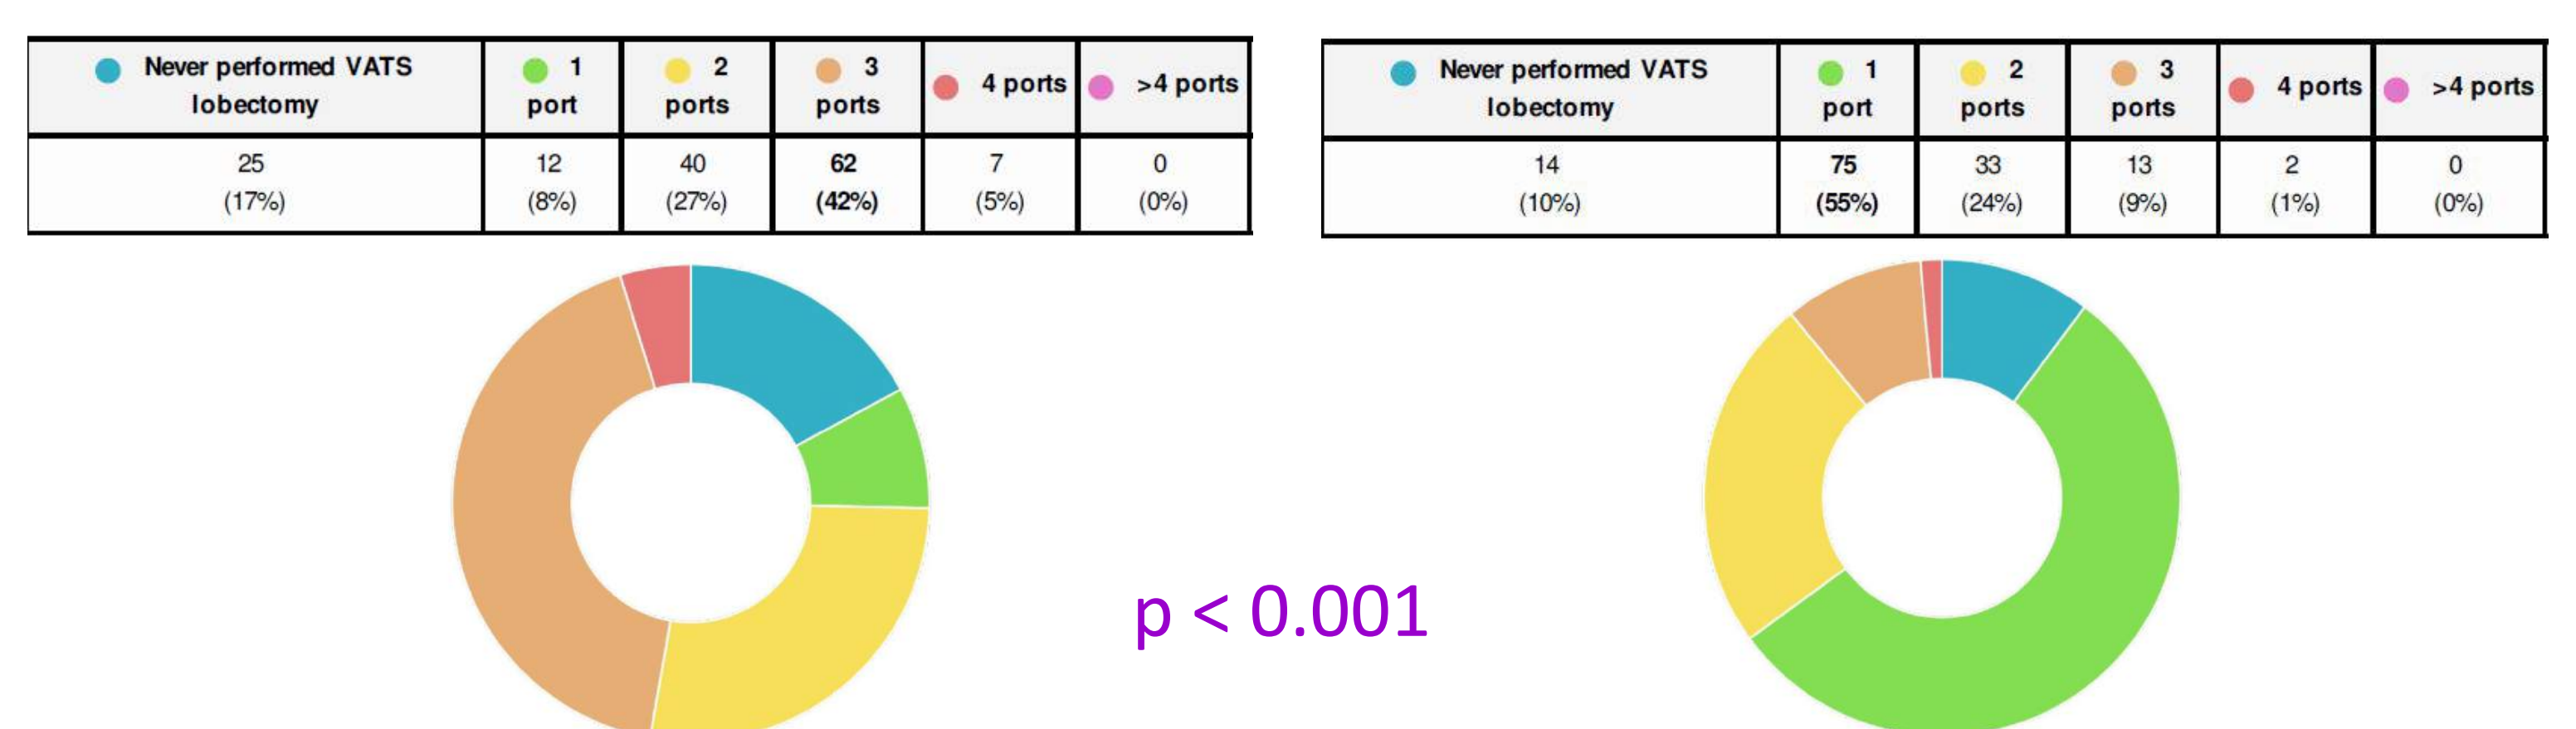 Never performed VATS lobectomy
1 port
2 ports
3 ports
4 ports
>4 ports
25 (17%)
12 (8%)
40 (27%)
62 (42%)
7 (5%)
0 (0%)
Never performed VATS lobectomy
1 port
2 ports
3 ports
4 ports
>4 ports
14 (10%)
75 (55%)
33 (24%)
13 (9%)
2 (1%)
0 (0%)
p < 0.001